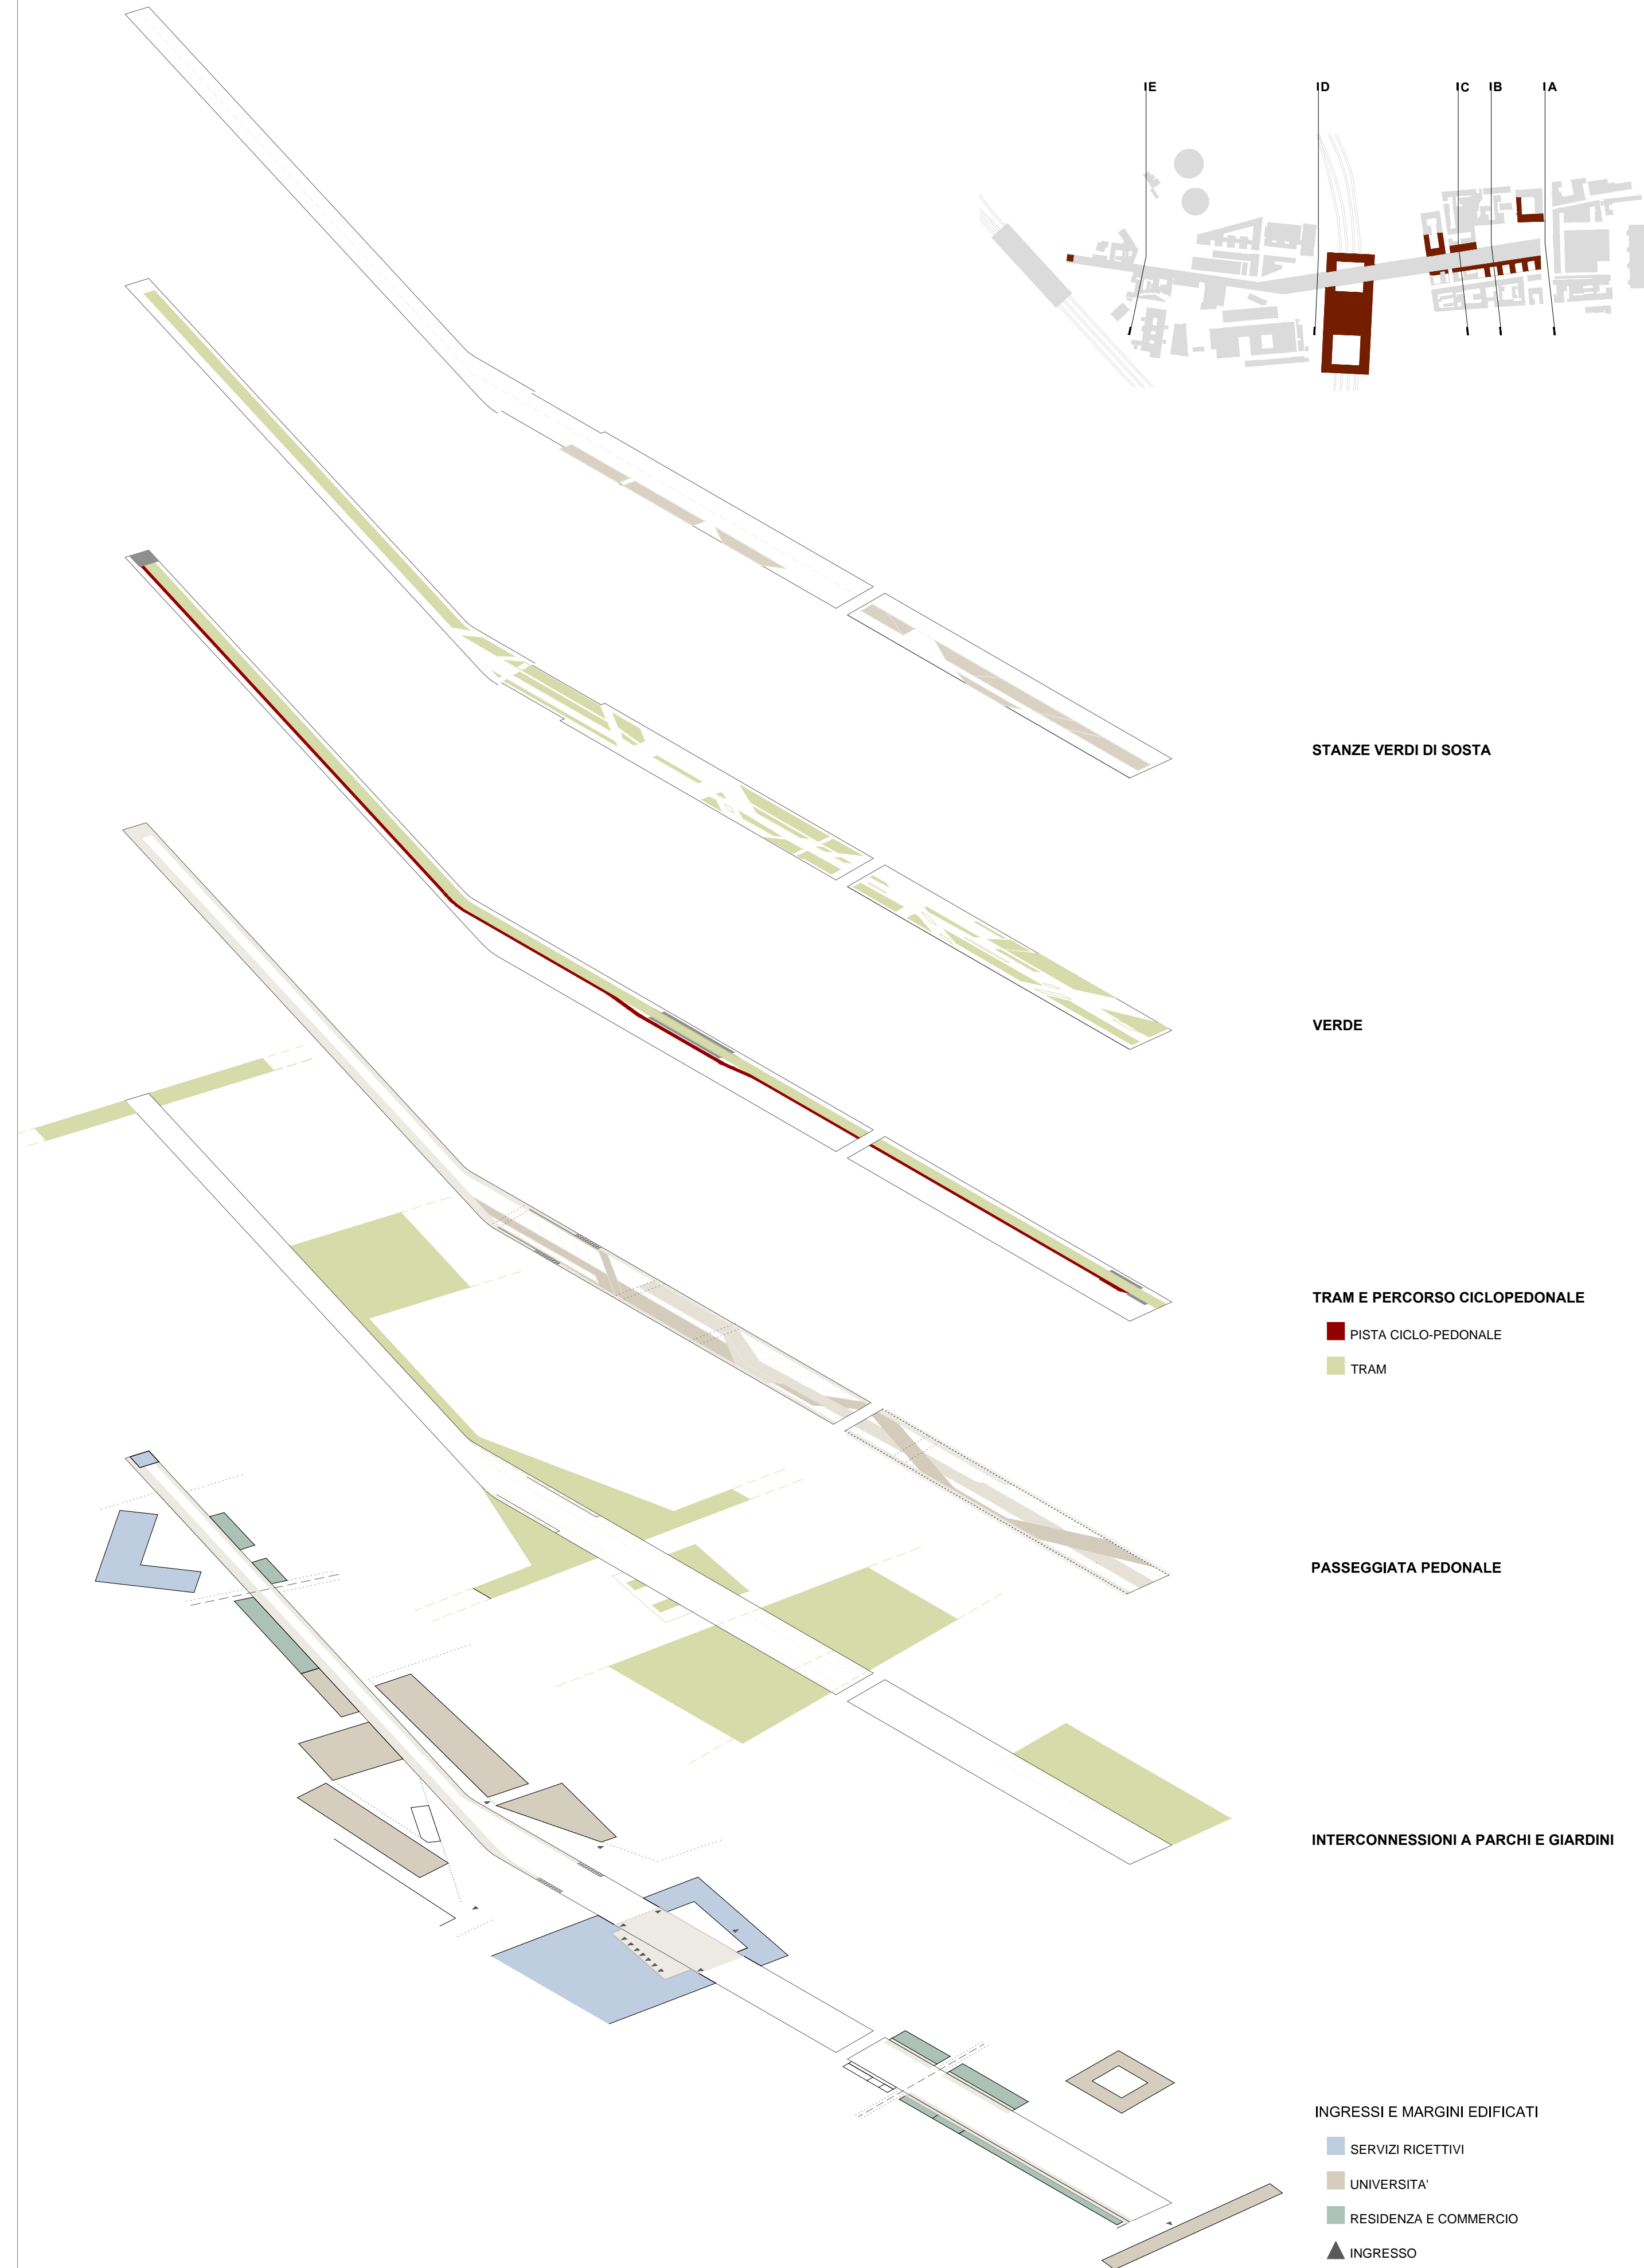 IE ID IC IB IA
STANZE VERDI DI SOSTA
VERDE
TRAM E PERCORSO CICLOPEDONALE
PISTA CICLO-PEDONALE
TRAM
PASSEGGIATA PEDONALE
INTERCONNESSIONI A PARCHI E GIARDINI
INGRESSI E MARGINI EDIFICATI
SERVIZI RICETTIVI
UNIVERSITA'
RESIDENZA E COMMERCIO
INGRESSO